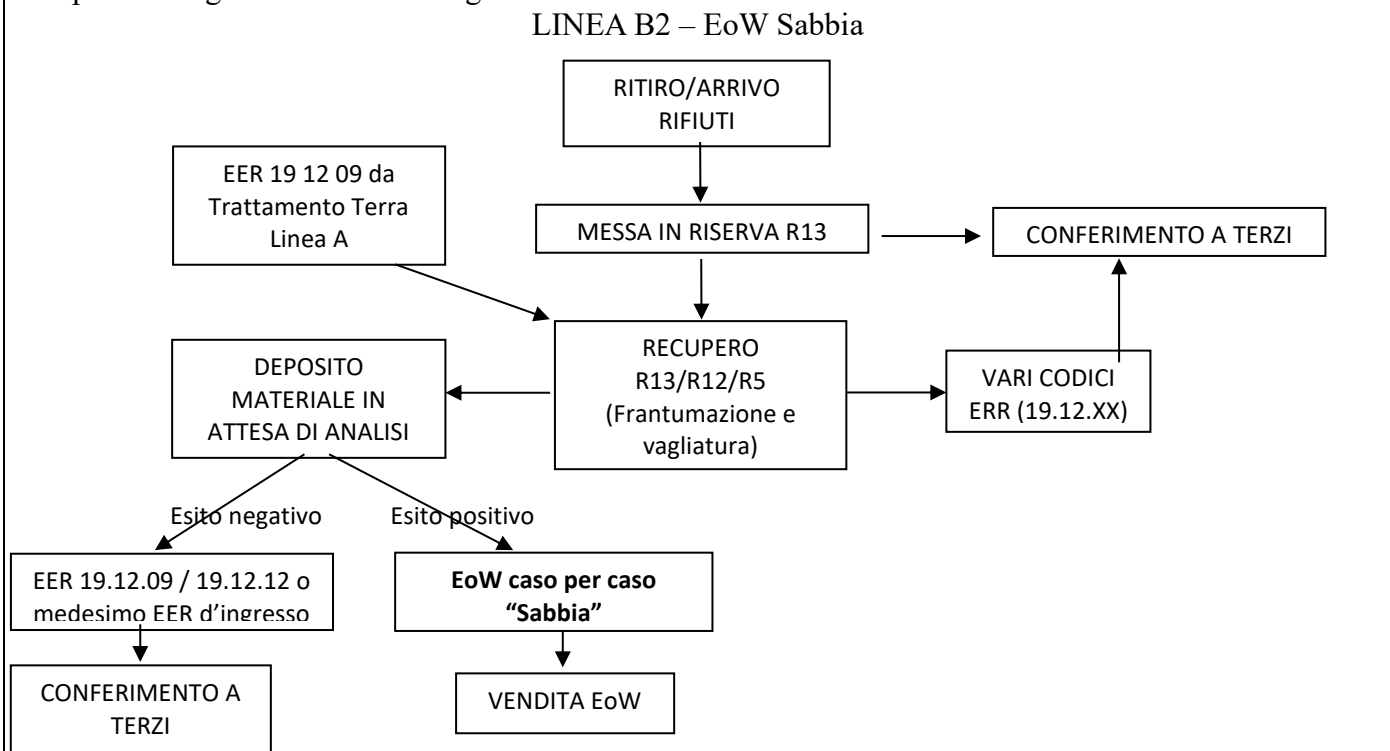 LINEA B2 – EoW Sabbia
RITIRO/ARRIVO
RIFIUTI
EER 19 12 09 da
Trattamento Terra
Linea A
MESSA IN RISERVA R13
CONFERIMENTO A TERZI
RECUPERO
R13/R12/R5
(Frantumazione e
vagliatura)
DEPOSITO
MATERIALE IN
ATTESA DI ANALISI
VARI CODICI
ERR (19.12.XX)
Esito negativo
Esito positivo
EER 19.12.09 / 19.12.12 o
medesimo EER d’ingresso
EoW caso per caso
“Sabbia”
CONFERIMENTO A
TERZI
VENDITA EoW